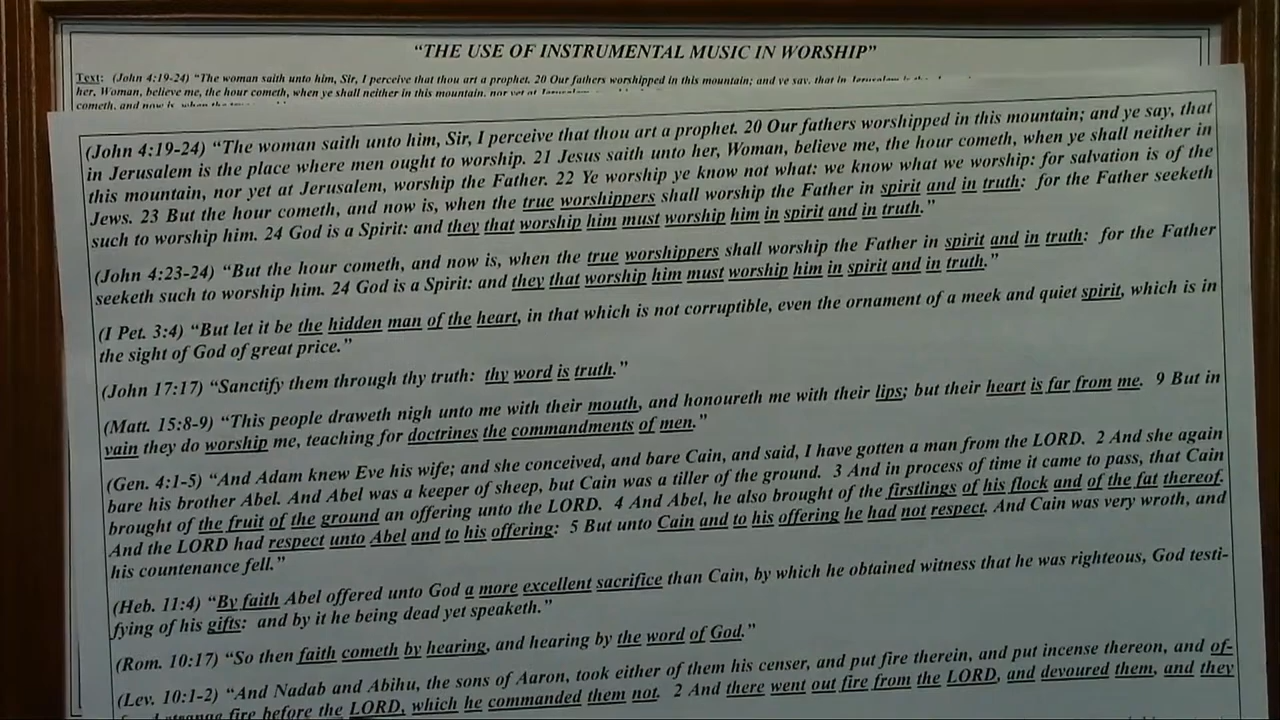 “THE USE OF INSTRUMENTAL MUSIC IN WORSHIP”
Text: (John 4:19-24) “The woman saith unto him, Sir, I perceive that thou art a prophet. 20 Our fathers worshipped in this mountain; and ye say, that in Jerusalem is
her, Woman, believe me, the hour cometh, when ye shall neither in this mountain, nor yet at Jerusalem
cometh, and now is, when the
(John 4:19-24) “The woman saith unto him, Sir, I perceive that thou art a prophet. 20 Our fathers worshipped in this mountain; and ye say, that
in Jerusalem is the place where men ought to worship. 21 Jesus saith unto her, Woman, believe me, the hour cometh, when ye shall neither in
this mountain, nor yet at Jerusalem, worship the Father. 22 Ye worship ye know not what: we know what we worship: for salvation is of the
Jews. 23 But the hour cometh, and now is, when the true worshippers shall worship the Father in spirit and in truth: for the Father seeketh
such to worship him. 24 God is a Spirit: and they that worship him must worship him in spirit and in truth.”
(John 4:23-24) “But the hour cometh, and now is, when the true worshippers shall worship the Father in spirit and in truth: for the Father
seeketh such to worship him. 24 God is a Spirit: and they that worship him must worship him in spirit and in truth.”
(I Pet. 3:4) “But let it be the hidden man of the heart, in that which is not corruptible, even the ornament of a meek and quiet spirit, which is in
the sight of God of great price.”
(John 17:17) “Sanctify them through thy truth: thy word is truth.”
(Matt. 15:8-9) “This people draweth nigh unto me with their mouth, and honoureth me with their lips; but their heart is far from me. 9 But in
vain they do worship me, teaching for doctrines the commandments of men.”
(Gen. 4:1-5) “And Adam knew Eve his wife; and she conceived, and bare Cain, and said, I have gotten a man from the LORD. 2 And she again
bare his brother Abel. And Abel was a keeper of sheep, but Cain was a tiller of the ground. 3 And in process of time it came to pass, that Cain
brought of the fruit of the ground an offering unto the LORD. 4 And Abel, he also brought of the firstlings of his flock and of the fat thereof.
And the LORD had respect unto Abel and to his offering: 5 But unto Cain and to his offering he had not respect. And Cain was very wroth, and
his countenance fell.”
(Heb. 11:4) “By faith Abel offered unto God a more excellent sacrifice than Cain, by which he obtained witness that he was righteous, God testi-
fying of his gifts: and by it he being dead yet speaketh.”
(Rom. 10:17) “So then faith cometh by hearing, and hearing by the word of God.”
(Lev. 10:1-2) “And Nadab and Abihu, the sons of Aaron, took either of them his censer, and put fire therein, and put incense thereon, and of-
strange fire before the LORD, which he commanded them not. 2 And there went out fire from the LORD, and devoured them, and they